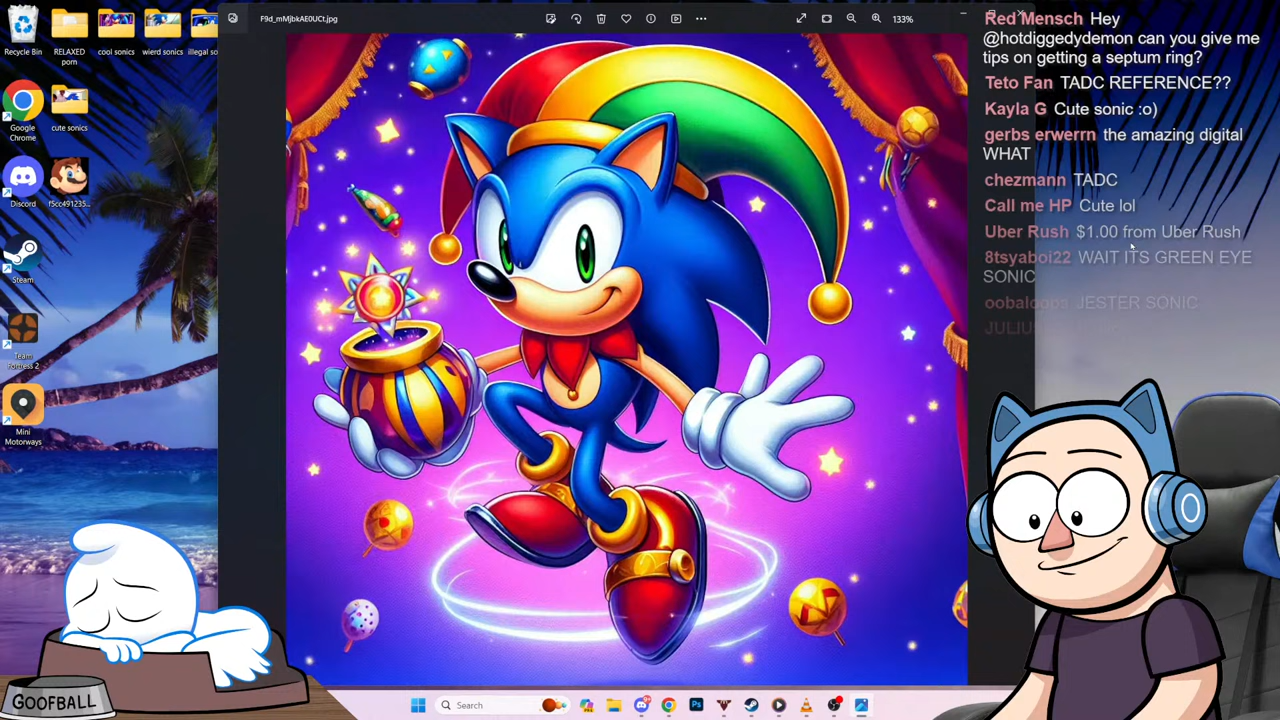 F9d_mMjbkAE0UCt.jpg
133%
Recycle Bin
RELAXED
porn
cool sonics
wierd sonics
illegal so...
Google
Chrome
cute sonics
Discord
f5cc491235...
Steam
Team
Fortress 2
Mini
Motorways
Red Mensch Hey
@hotdiggedydemon can you give me
tips on getting a septum ring?
Teto Fan TADC REFERENCE??
Kayla G Cute sonic :o)
gerbs erwerrn the amazing digital
WHAT
chezmann TADC
Call me HP Cute lol
Uber Rush $1.00 from Uber Rush
8tsyaboi22 WAIT ITS GREEN EYE
SONIC
oobaloops JESTER SONIC
GOOFBALL
Search
Ps